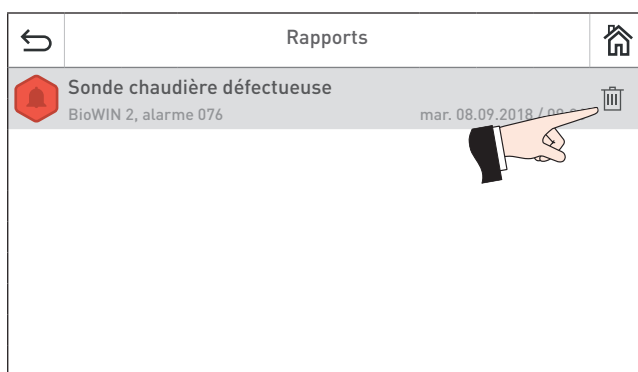 Rapports
Sonde chaudière défectueuse
BioWIN 2, alarme 076
mar. 08.09.2018 /